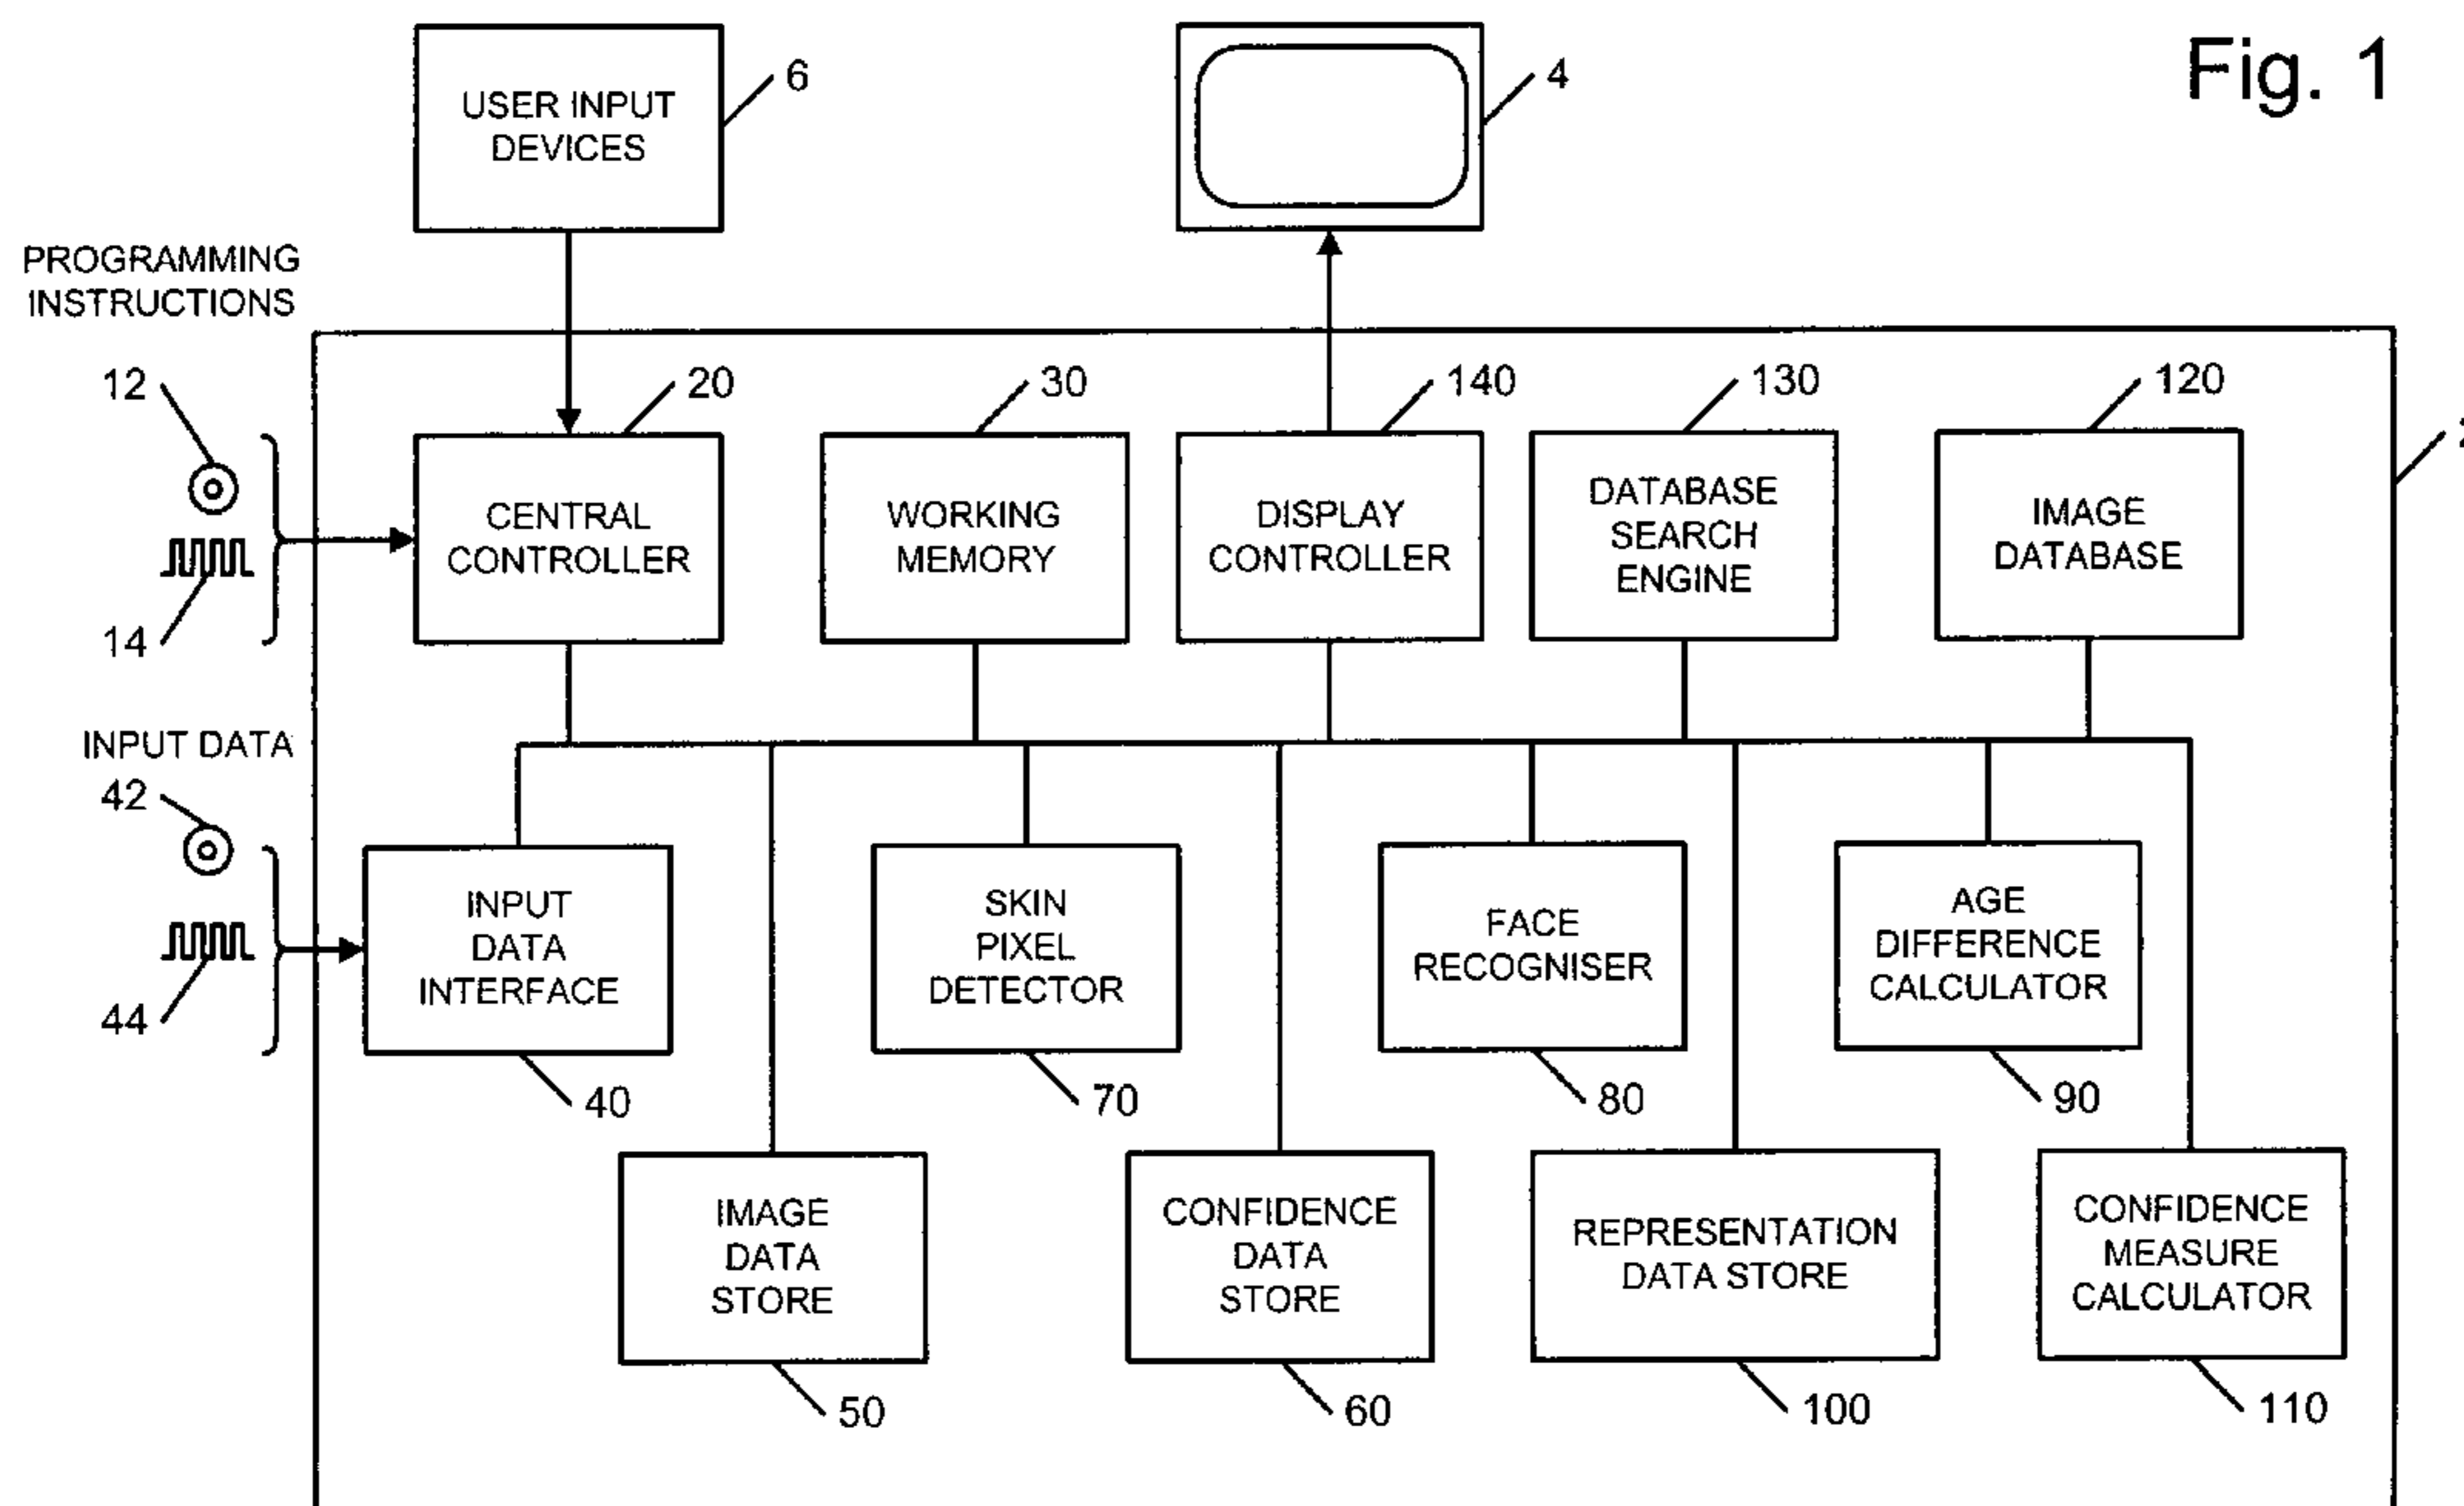 Fig. 1
USER INPUT
DEVICES
6
4
PROGRAMMING
INSTRUCTIONS
12
14
20
30
140
130
120
2
CENTRAL
CONTROLLER
WORKING
MEMORY
DISPLAY
CONTROLLER
DATABASE
SEARCH
ENGINE
IMAGE
DATABASE
INPUT DATA
42
44
INPUT
DATA
INTERFACE
40
SKIN
PIXEL
DETECTOR
70
FACE
RECOGNISER
80
AGE
DIFFERENCE
CALCULATOR
90
IMAGE
DATA
STORE
50
CONFIDENCE
DATA
STORE
60
REPRESENTATION
DATA STORE
100
CONFIDENCE
MEASURE
CALCULATOR
110